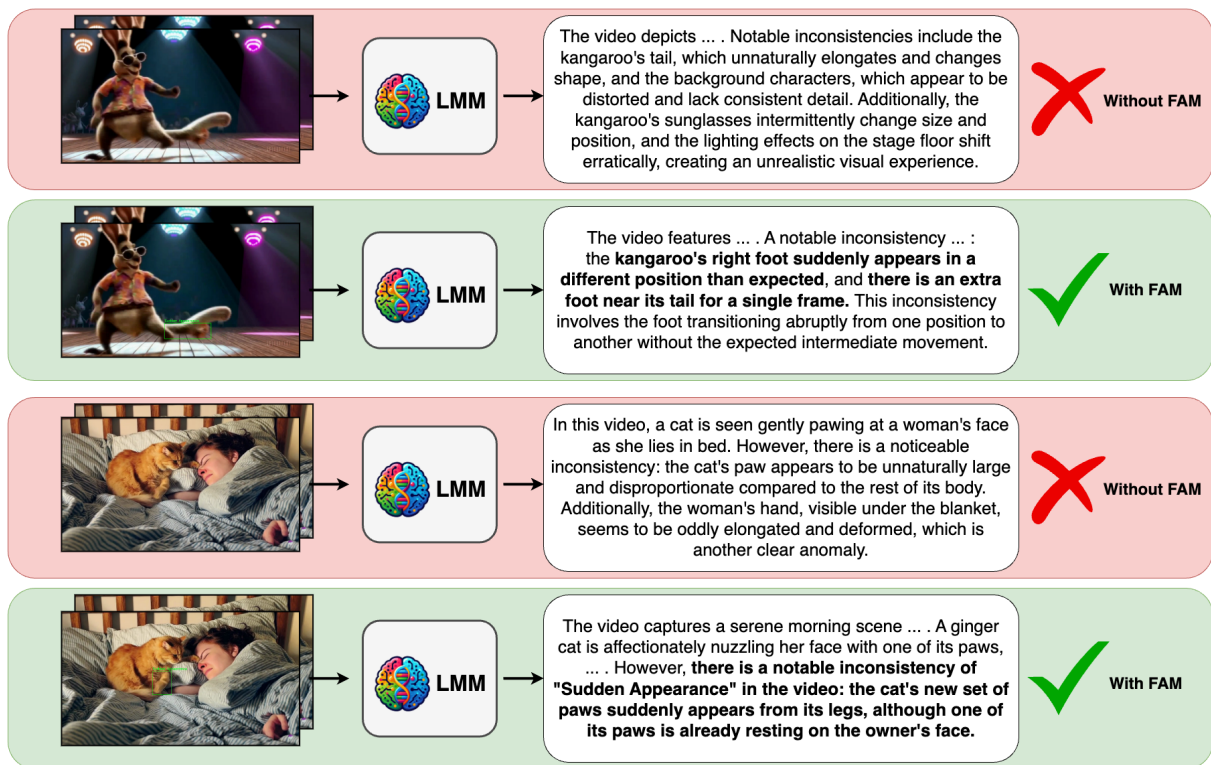 LMM
The video depicts ... . Notable inconsistencies include the
kangaroo's tail, which unnaturally elongates and changes
shape, and the background characters, which appear to be
distorted and lack consistent detail. Additionally, the
kangaroo's sunglasses intermittently change size and
position, and the lighting effects on the stage floor shift
erratically, creating an unrealistic visual experience.
Without FAM
LMM
The video features ... . A notable inconsistency ... :
the kangaroo's right foot suddenly appears in a
different position than expected, and there is an extra
foot near its tail for a single frame. This inconsistency
involves the foot transitioning abruptly from one position to
another without the expected intermediate movement.
With FAM
LMM
In this video, a cat is seen gently pawing at a woman's face
as she lies in bed. However, there is a noticeable
inconsistency: the cat's paw appears to be unnaturally large
and disproportionate compared to the rest of its body.
Additionally, the woman's hand, visible under the blanket,
seems to be oddly elongated and deformed, which is
another clear anomaly.
Without FAM
LMM
The video captures a serene morning scene ... . A ginger
cat is affectionately nuzzling her face with one of its paws,
... . However, there is a notable inconsistency of
"Sudden Appearance" in the video: the cat's new set of
paws suddenly appears from its legs, although one of
its paws is already resting on the owner's face.
With FAM